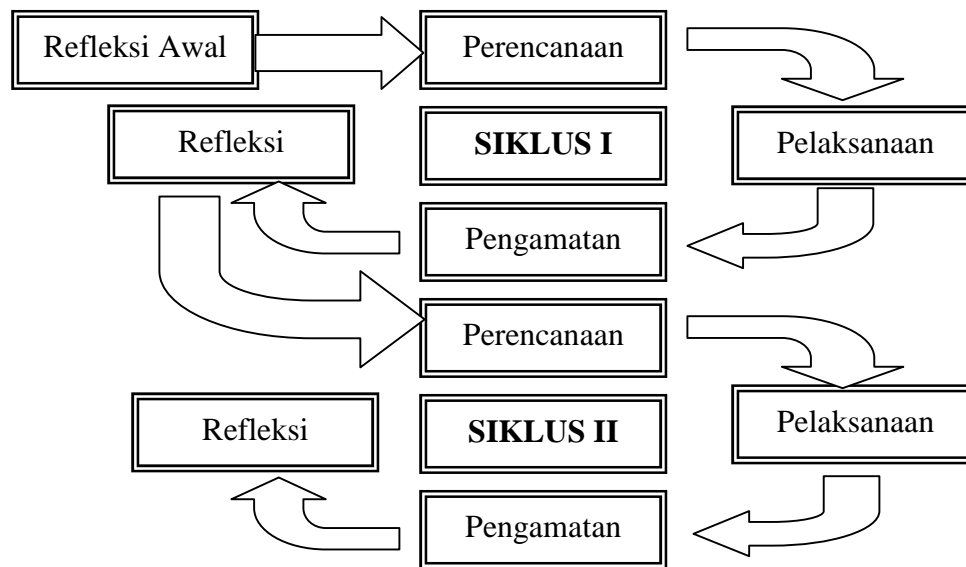 Refleksi Awal
Perencanaan
Refleksi
SIKLUS I
Pelaksanaan
Pengamatan
Perencanaan
Refleksi
SIKLUS II
Pelaksanaan
Pengamatan